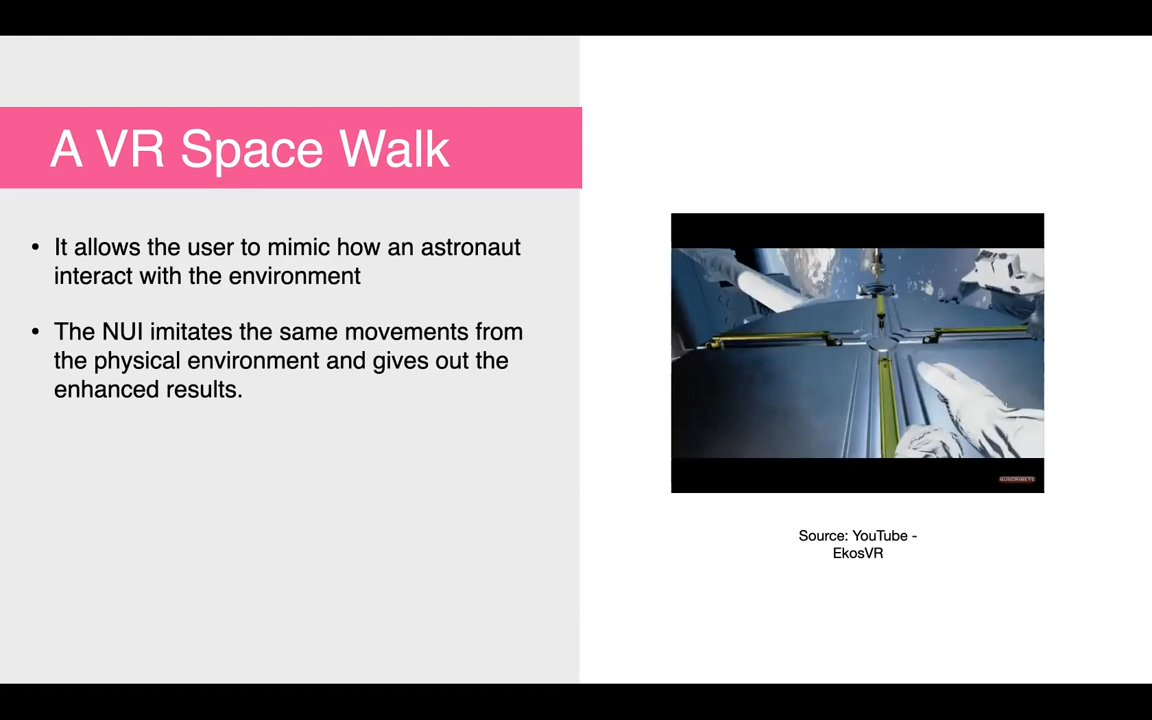 A VR Space Walk
• It allows the user to mimic how an astronaut
interact with the environment
• The NUI imitates the same movements from
the physical environment and gives out the
enhanced results.
SUSCRIBETE
Source: YouTube -
EkosVR